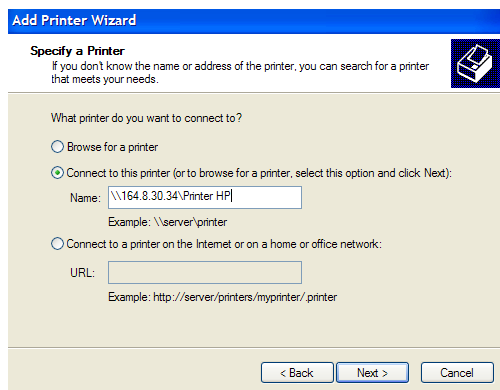 Add Printer Wizard
Specify a Printer
If you don't know the name or address of the printer, you can search for a printer
that meets your needs.
What printer do you want to connect to?
Browse for a printer
Connect to this printer (or to browse for a printer, select this option and click Next):
Name: \\164.8.30.34\Printer HP
Example: \\server\printer
Connect to a printer on the Internet or on a home or office network:
URL:
Example: http://server/printers/myprinter/.printer
< Back Next > Cancel